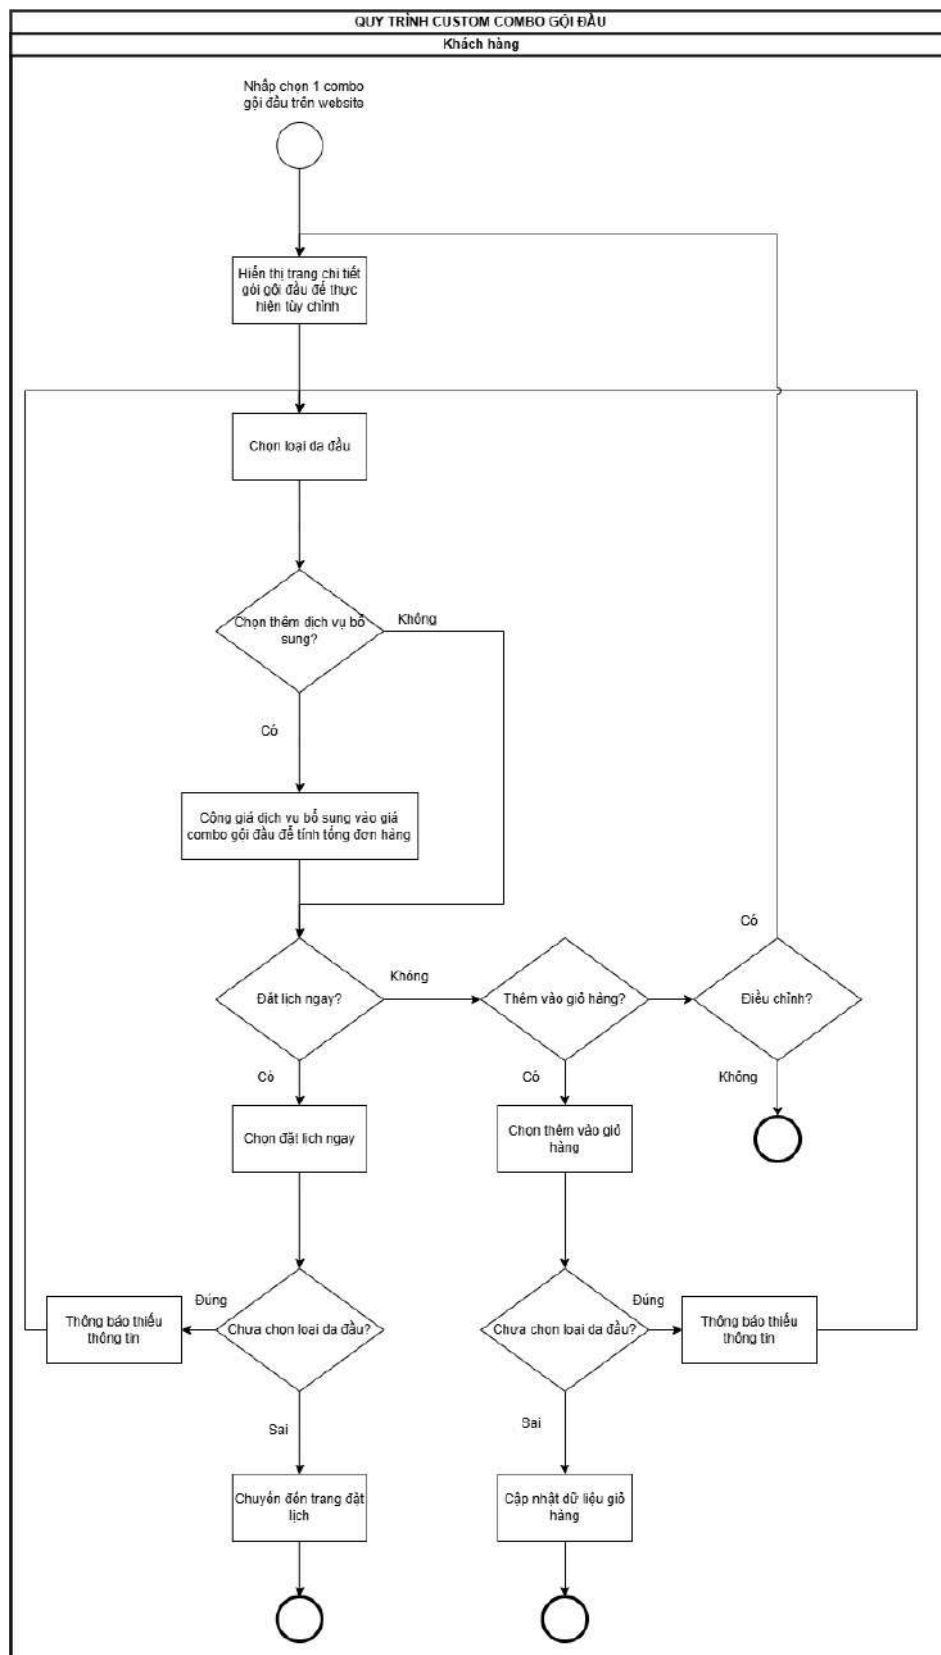 QUY TRÌNH CUSTOM COMBO GỘI ĐẦU
Khách hàng
Nhấp chọn 1 combo
gội đầu trên website
Hiển thị trang chi tiết
gói gội đầu để thực
hiện tùy chỉnh
Chọn loại da đầu
Chọn thêm dịch vụ bổ
sung?
Không
Có
Cộng giá dịch vụ bổ sung vào giá
combo gội đầu để tính tổng đơn hàng
Đặt lịch ngay?
Không
Thêm vào giỏ hàng?
Điều chỉnh?
Có
Có
Có
Không
Chọn đặt lịch ngay
Chọn thêm vào giỏ
hàng
Thông báo thiếu
thông tin
Đúng
Chưa chọn loại da đầu?
Chưa chọn loại da đầu?
Đúng
Thông báo thiếu
thông tin
Sai
Sai
Chuyển đến trang đặt
lịch
Cập nhật dữ liệu giỏ
hàng